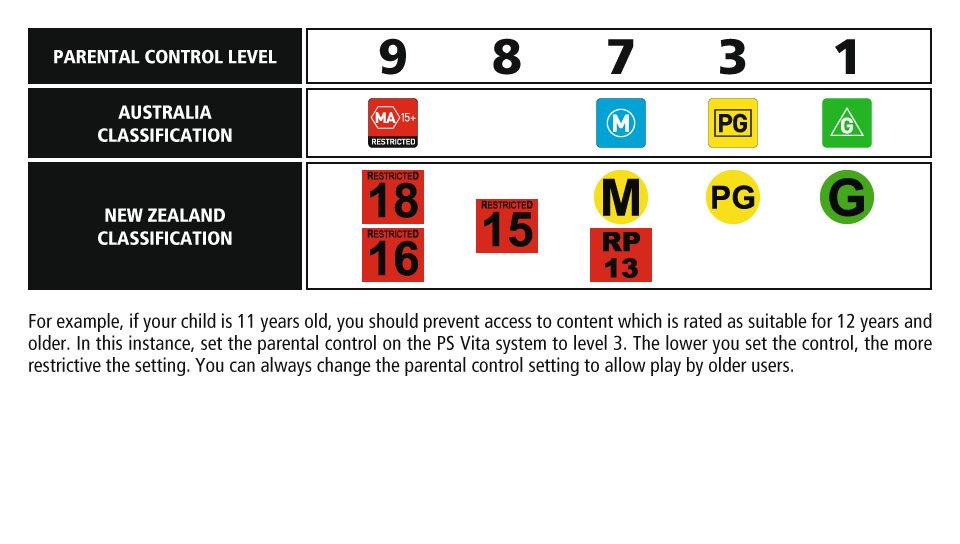 PARENTAL CONTROL LEVEL 9 8 7 3 1
AUSTRALIA
CLASSIFICATION
MA 15+
RESTRICTED
M
PG
G
NEW ZEALAND
CLASSIFICATION
RESTRICTED
18
RESTRICTED
16
RESTRICTED
15
M
RP
13
PG
G
For example, if your child is 11 years old, you should prevent access to content which is rated as suitable for 12 years and
older. In this instance, set the parental control on the PS Vita system to level 3. The lower you set the control, the more
restrictive the setting. You can always change the parental control setting to allow play by older users.